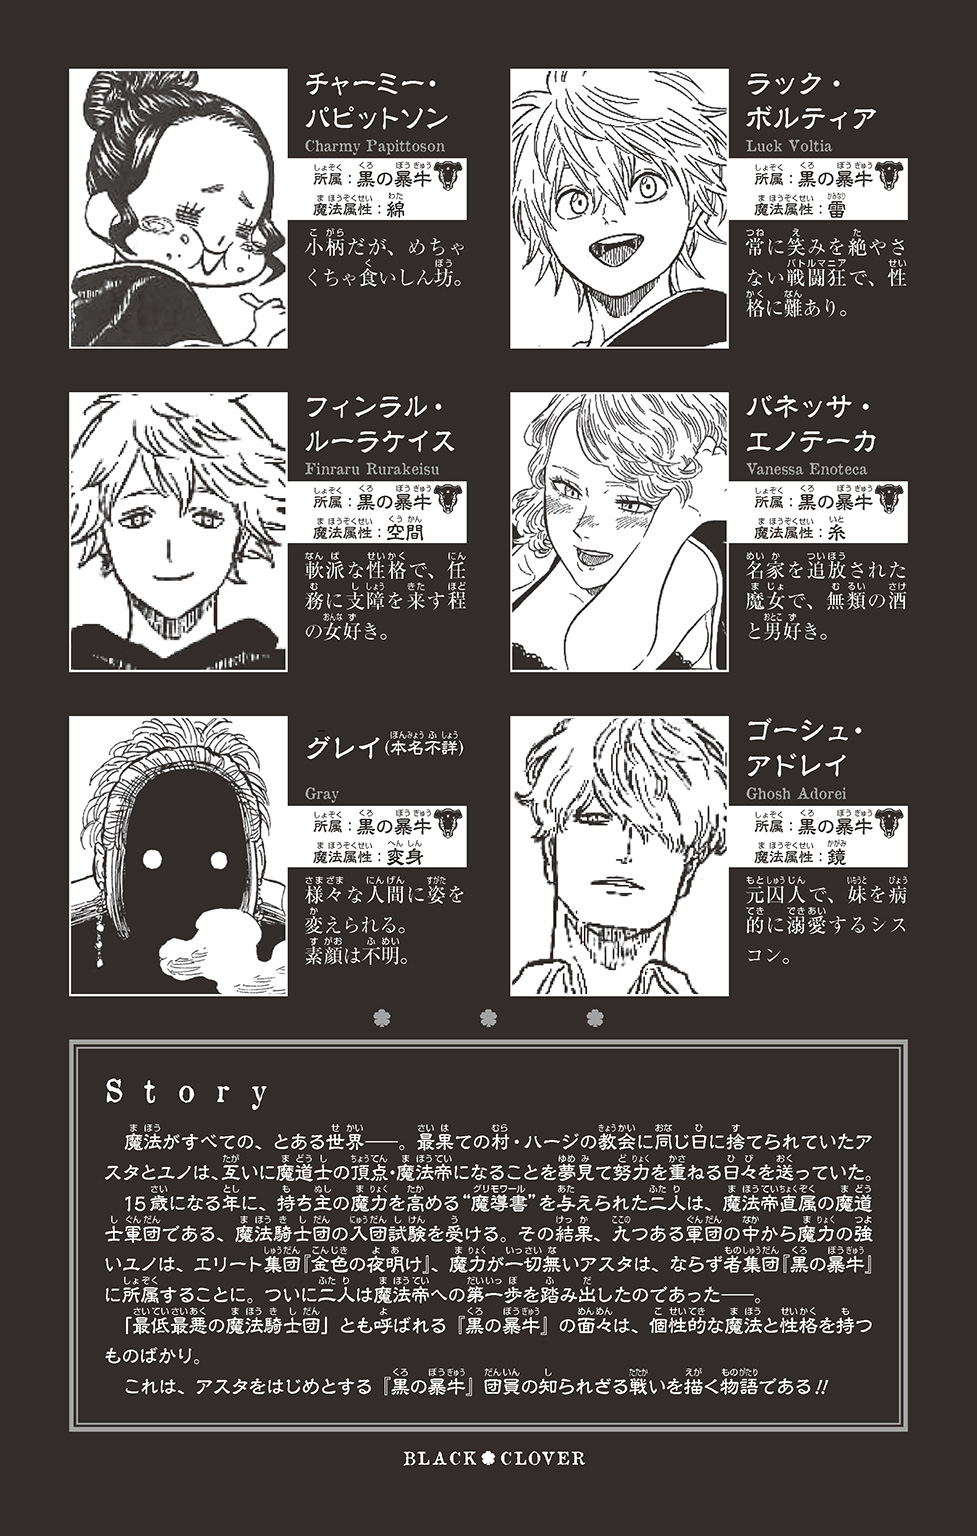 チャーミー・
パピットソン
Charmy Papittoson
所属：黒の暴牛
魔法属性：綿
小柄だが、めちゃ
くちゃ食いしん坊。
ラック・
ボルティア
Luck Voltia
所属：黒の暴牛
魔法属性：雷
常に笑みを絶やさ
ない戦闘狂で、性
格に難あり。
フィンラル・
ルーラケイス
Finraru Rurakeisu
所属：黒の暴牛
魔法属性：空間
軟派な性格で、任
務に支障を来す程
の女好き。
バネッサ・
エノテーカ
Vanessa Enoteca
所属：黒の暴牛
魔法属性：糸
名家を追放された
魔女で、無類の酒
と男好き。
グレイ(本名不詳)
Gray
所属：黒の暴牛
魔法属性：変身
様々な人間に姿を
変えられる。
素顔は不明。
ゴーシュ・
アドレイ
Ghosh Adorei
所属：黒の暴牛
魔法属性：鏡
元囚人で、妹を病
的に溺愛するシス
コン。
Story
魔法がすべての、とある世界――。最果ての村・ハージの教会に同じ日に捨てられていたア
スタとユノは、互いに魔道士の頂点・魔法帝になることを夢見て努力を重ねる日々を送っていた。
15歳になる年に、持ち主の魔力を高める“魔導書”を与えられた二人は、魔法帝直属の魔道
士軍団である、魔法騎士団の入団試験を受ける。その結果、九つある軍団の中から魔力の強
いユノは、エリート集団『金色の夜明け』、魔力が一切無いアスタは、ならず者集団『黒の暴牛』
に所属することに。ついに二人は魔法帝への第一歩を踏み出したのであった――。
「最低最悪の魔法騎士団」とも呼ばれる『黒の暴牛』の面々は、個性的な魔法と性格を持つ
ものばかり。
これは、アスタをはじめとする『黒の暴牛』団員の知られざる戦いを描く物語である!!
BLACK CLOVER